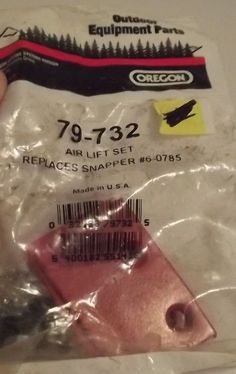 Outdoor
Equipment Parts
OREGON
79-732
AIR LIFT SET
REPLACES SNAPPER #6-0785
Made in U.S.A.